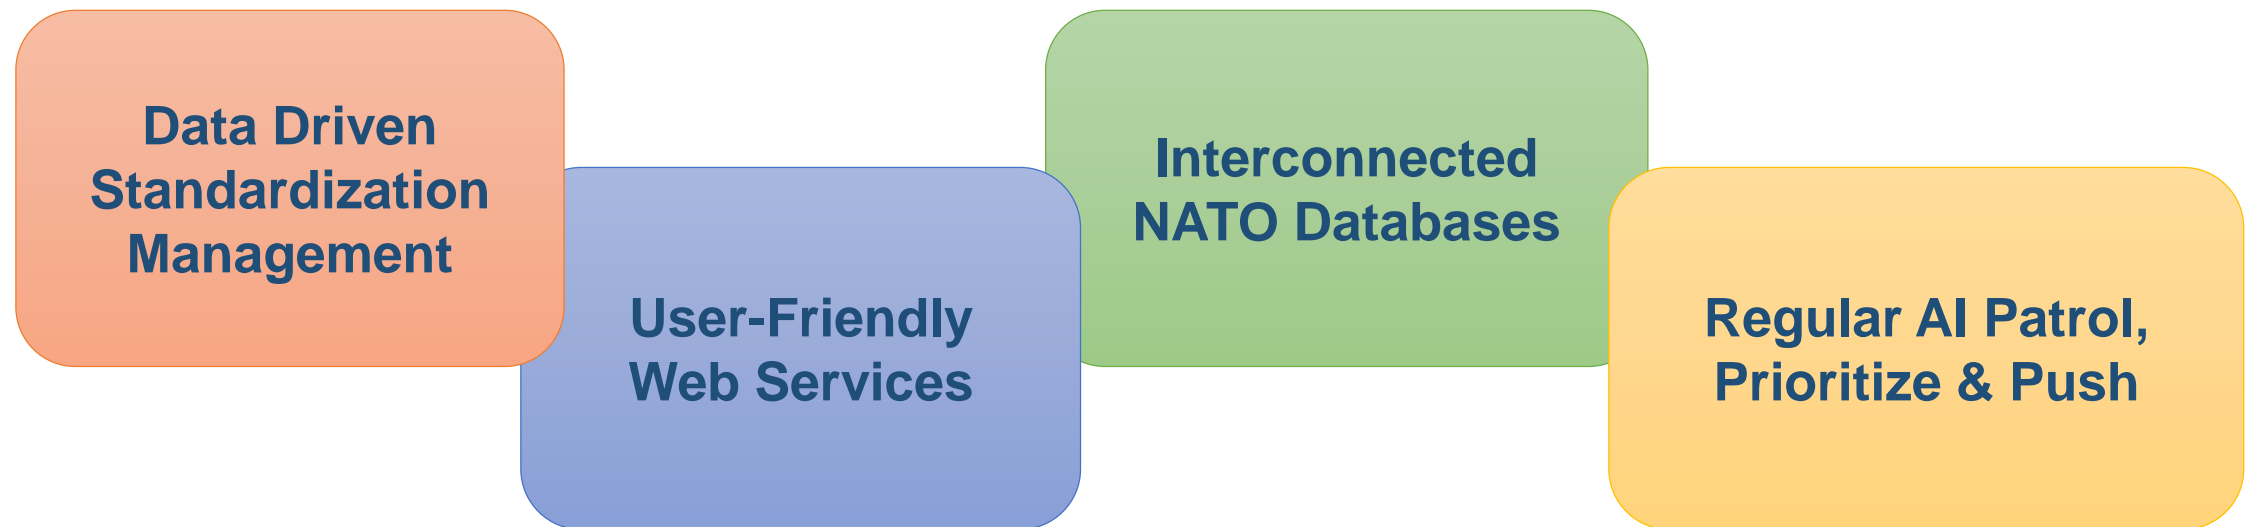 Data Driven
Standardization
Management
User-Friendly
Web Services
Interconnected
NATO Databases
Regular AI Patrol,
Prioritize & Push